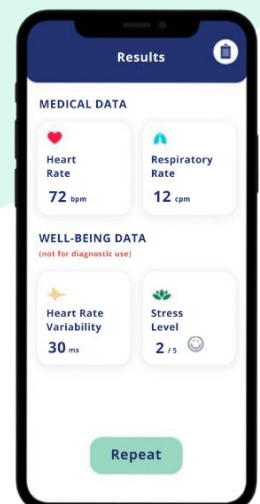 Results
MEDICAL DATA
Heart
Rate
72 bpm
Respiratory
Rate
12 cpm
WELL-BEING DATA
(not for diagnostic use)
Heart Rate
Variability
30 ms
Stress
Level
2 / 5
Repeat